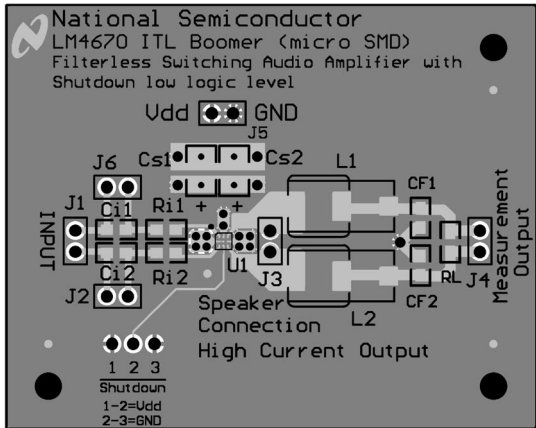 National Semiconductor
LM4670 ITL Boomer (micro SMD)
Filterless Switching Audio Amplifier with
Shutdown low logic level
Vdd GND
J5
Cs1 Cs2
+ +
J6
L1
CF1
J1
Ci1 Ri1
INPUT
Ci2 Ri2
U1
J3
RL
J4
Measurement
Output
J2
CF2
L2
Speaker
Connection
High Current Output
1 2 3
Shutdown
1-2=Vdd
2-3=GND